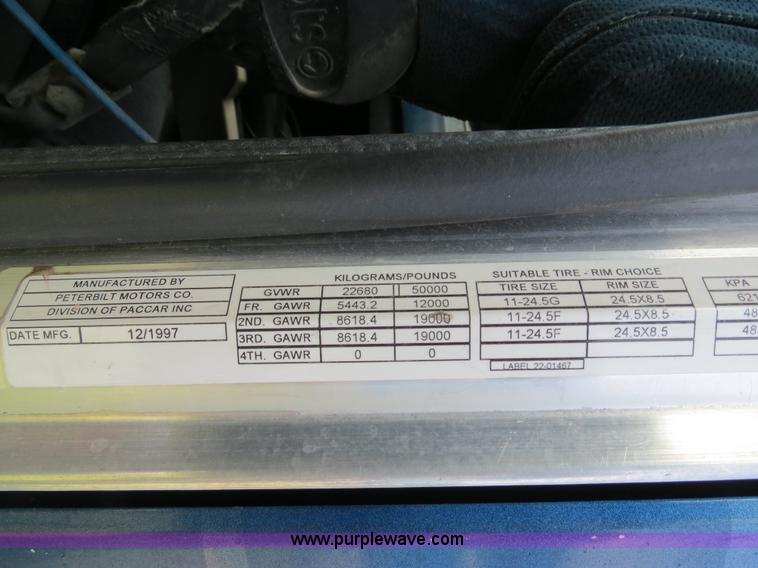 MANUFACTURED BY
PETERBILT MOTORS CO.
DIVISION OF PACCAR INC
DATE MFG. 12/1997
KILOGRAMS/POUNDS
GVWR 22680 50000
FR. GAWR 5443.2 12000
2ND. GAWR 8618.4 19000
3RD. GAWR 8618.4 19000
4TH. GAWR 0 0
SUITABLE TIRE - RIM CHOICE
TIRE SIZE RIM SIZE
11-24.5G 24.5X8.5
11-24.5F 24.5X8.5
11-24.5F 24.5X8.5
LABEL 22-01467
KPA
621
48
48
www.purplewave.com